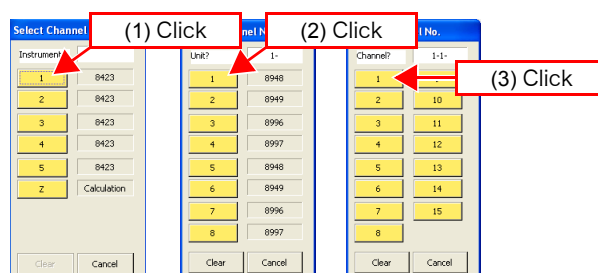 Select Chan
(1) Click
Instrument
1 8423
2 8423
3 8423
4 8423
5 8423
Z Calculation
Clear Cancel
nel N
(2) Click
Unit? 1-
1 8948
2 8949
3 8996
4 8997
5 8948
6 8949
7 8996
8 8997
Clear Cancel
l No.
Channel? 1-1-
(3) Click
1
2 10
3 11
4 12
5 13
6 14
7 15
8
Clear Cancel